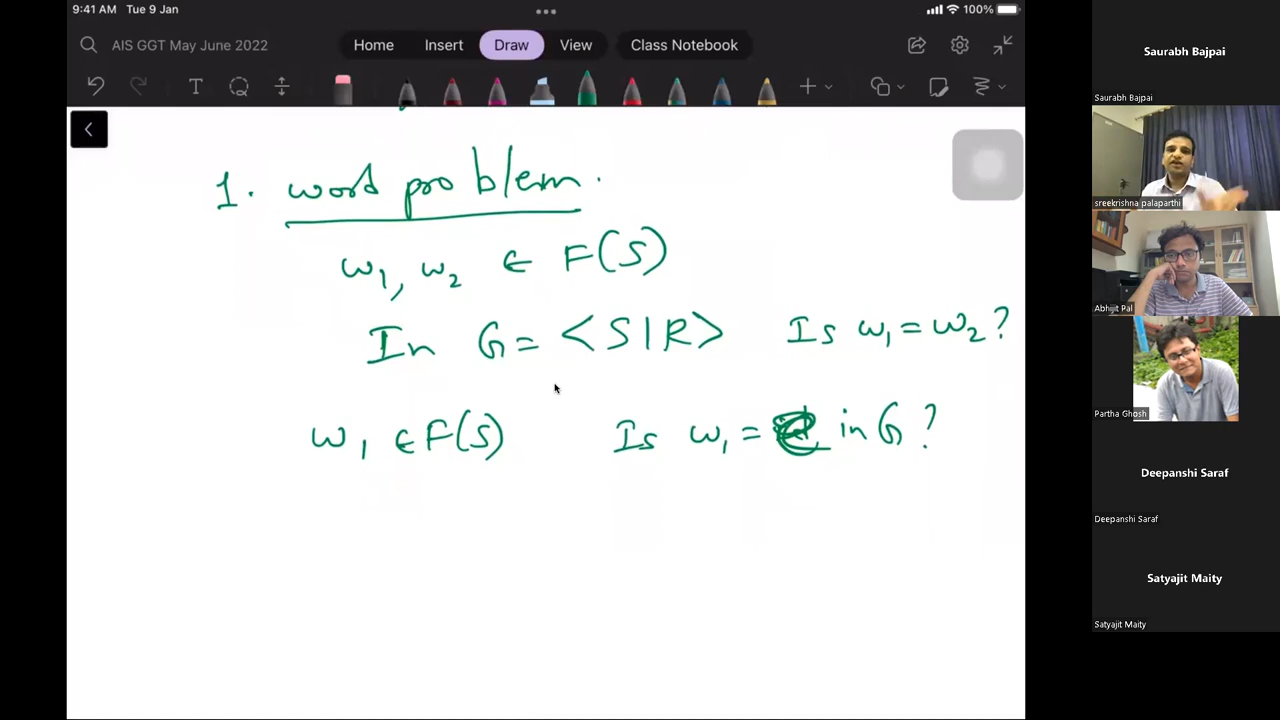 9:41 AM Tue 9 Jan
100%
AIS GGT May June 2022
Home Insert Draw View Class Notebook
1. word problem.
w₁, w₂ ∈ F(S)
In G = <S|R> Is w₁ = w₂?
w₁ ∈ F(S) Is w₁ = in G?
Saurabh Bajpai
Saurabh Bajpai
sreekrishna palaparthi
Abhijit Pal
Partha Ghosh
Deepanshi Saraf
Deepanshi Saraf
Satyajit Maity
Satyajit Maity